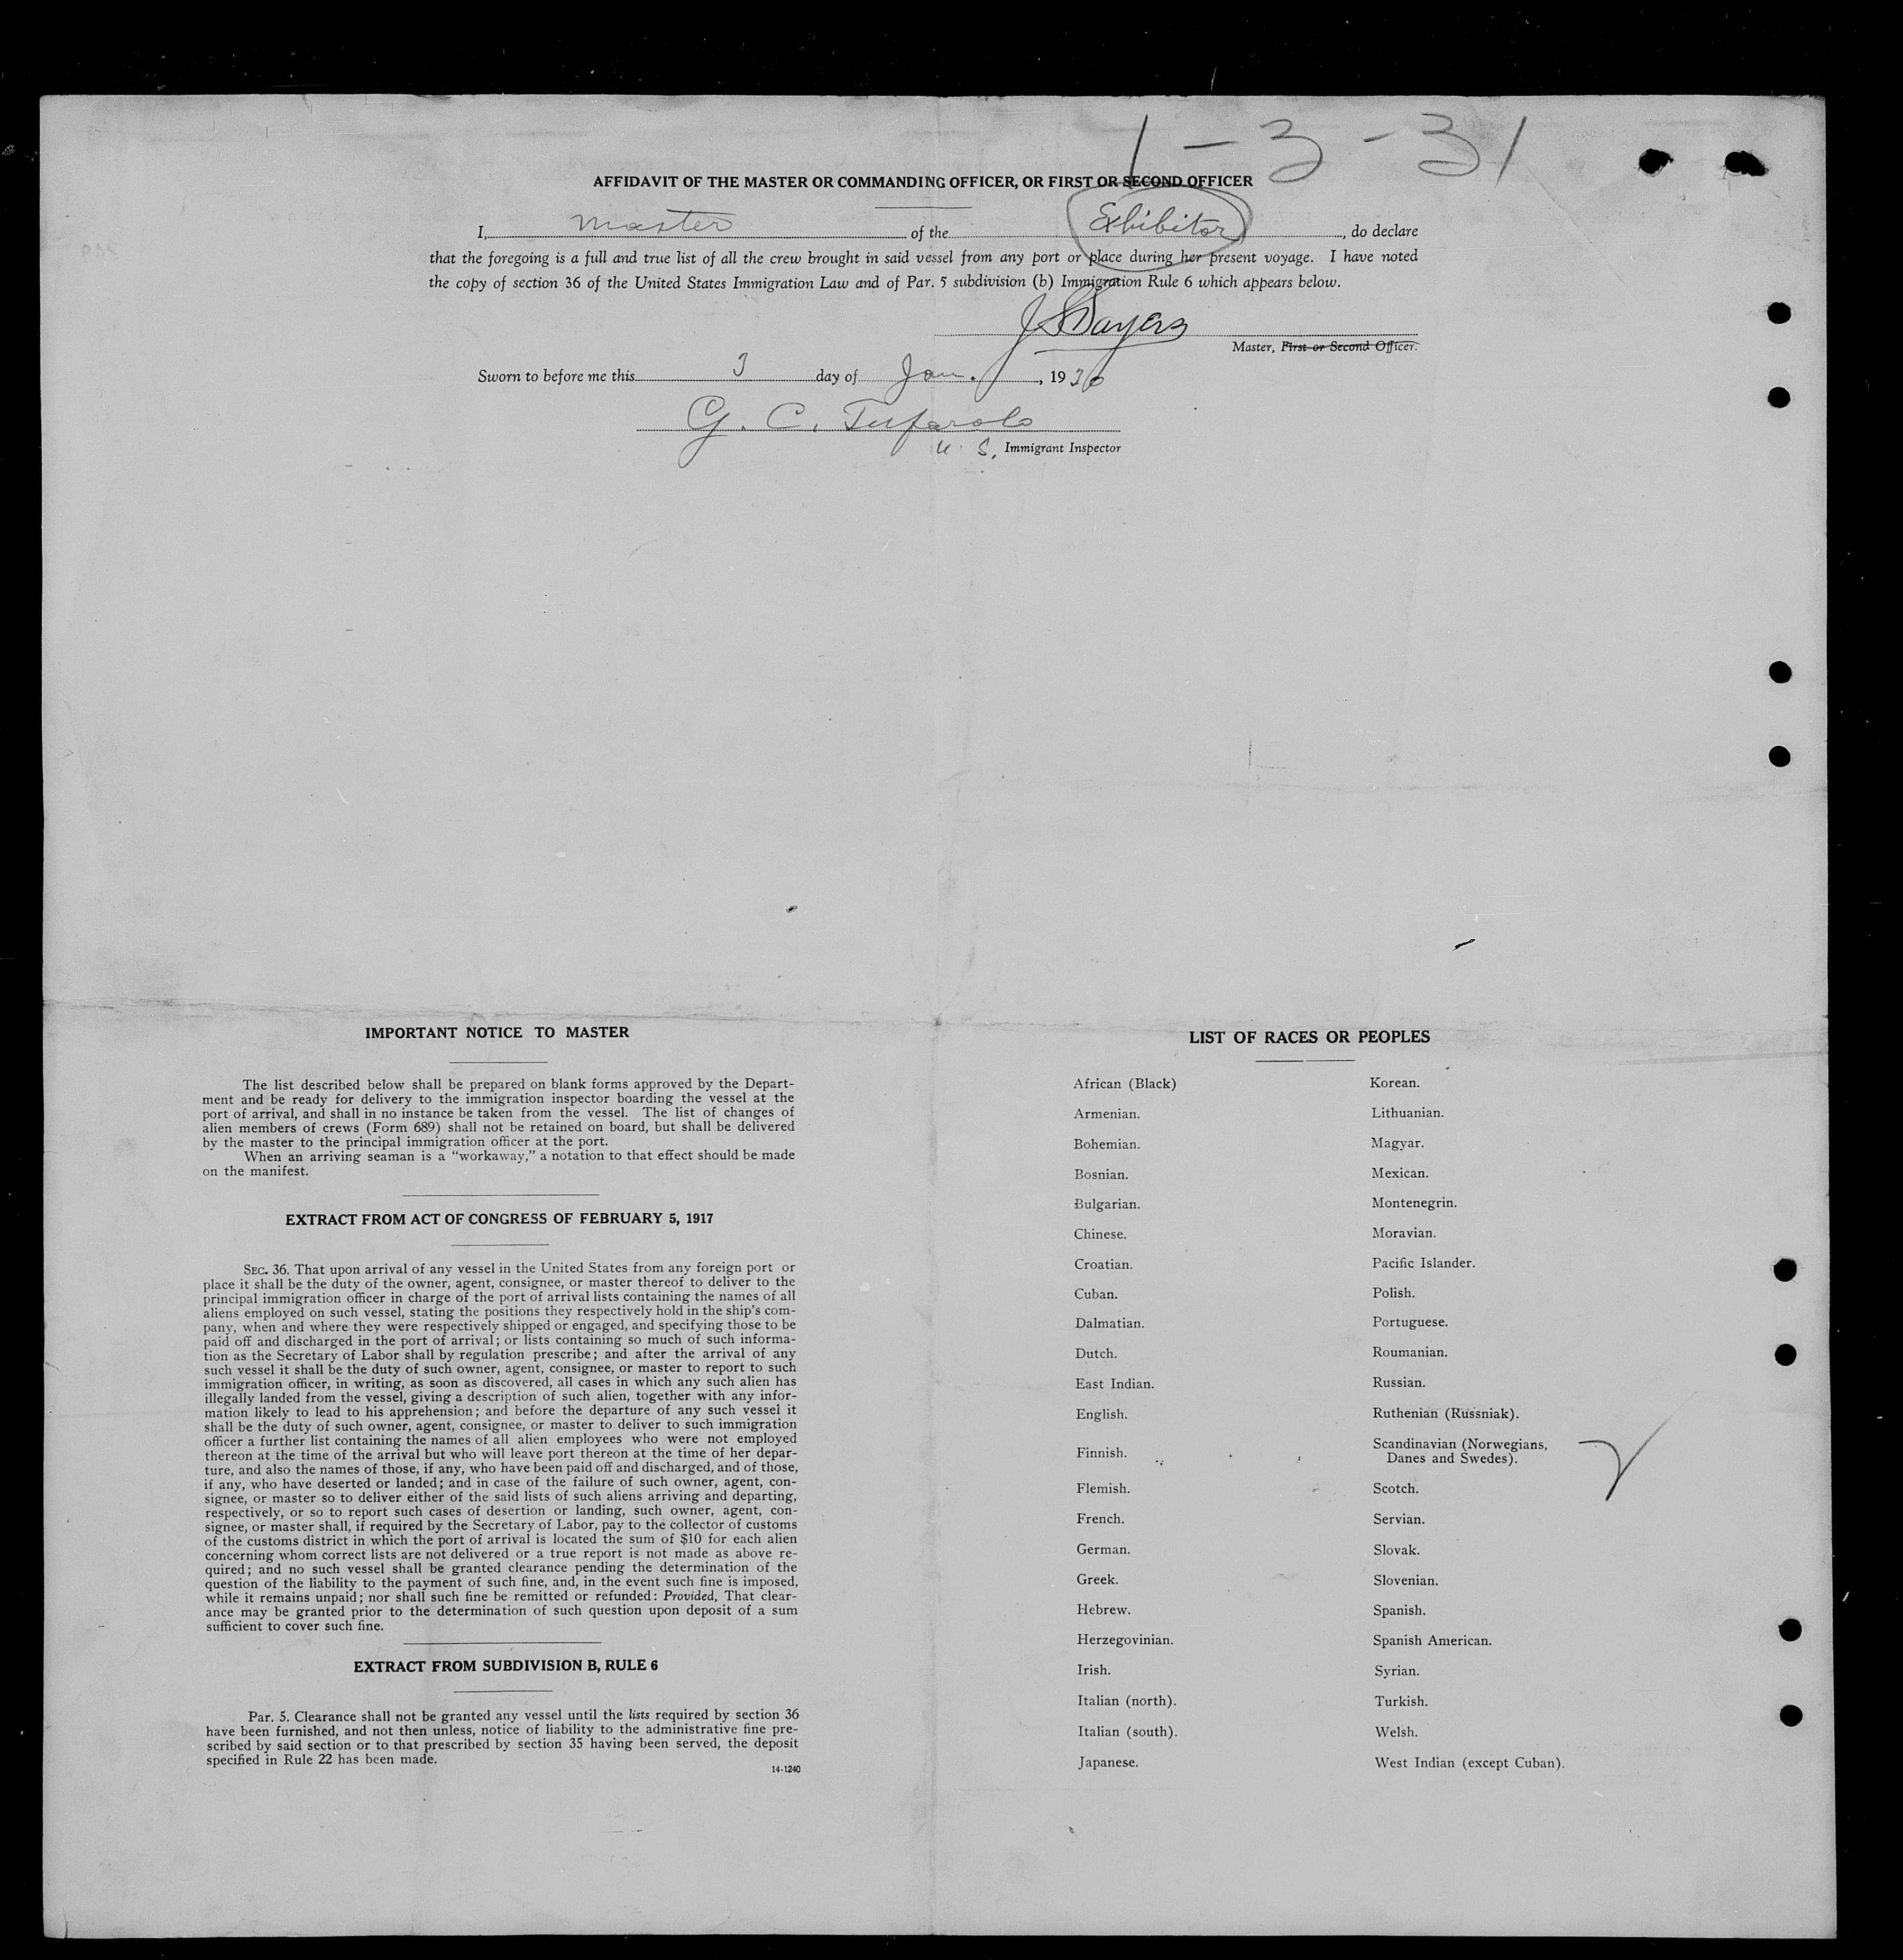 1-3-31
AFFIDAVIT OF THE MASTER OR COMMANDING OFFICER, OR FIRST OR SECOND OFFICER
I, master of the Exhibitor, do declare
that the foregoing is a full and true list of all the crew brought in said vessel from any port or place during her present voyage. I have noted
the copy of section 36 of the United States Immigration Law and of Par. 5 subdivision (b) Immigration Rule 6 which appears below.
Master, First or Second Officer.
Sworn to before me this 3 day of Jan., 1930
G. C.
U. S. Immigrant Inspector
IMPORTANT NOTICE TO MASTER
The list described below shall be prepared on blank forms approved by the Depart-
ment and be ready for delivery to the immigration inspector boarding the vessel at the
port of arrival, and shall in no instance be taken from the vessel. The list of changes of
alien members of crews (Form 689) shall not be retained on board, but shall be delivered
by the master to the principal immigration officer at the port.
When an arriving seaman is a “workaway,” a notation to that effect should be made
on the manifest.
EXTRACT FROM ACT OF CONGRESS OF FEBRUARY 5, 1917
SEC. 36. That upon arrival of any vessel in the United States from any foreign port or
place it shall be the duty of the owner, agent, consignee, or master thereof to deliver to the
principal immigration officer in charge of the port of arrival lists containing the names of all
aliens employed on such vessel, stating the positions they respectively hold in the ship's com-
pany, when and where they were respectively shipped or engaged, and specifying those to be
paid off and discharged in the port of arrival; or lists containing so much of such informa-
tion as the Secretary of Labor shall by regulation prescribe; and after the arrival of any
such vessel it shall be the duty of such owner, agent, consignee, or master to report to such
immigration officer, in writing, as soon as discovered, all cases in which any such alien has
illegally landed from the vessel, giving a description of such alien, together with any infor-
mation likely to lead to his apprehension; and before the departure of any such vessel it
shall be the duty of such owner, agent, consignee, or master to deliver to such immigration
officer a further list containing the names of all alien employees who were not employed
thereon at the time of the arrival but who will leave port thereon at the time of her depar-
ture, and also the names of those, if any, who have been paid off and discharged, and of those,
if any, who have deserted or landed; and in case of the failure of such owner, agent, con-
signee, or master so to deliver either of the said lists of such aliens arriving and departing,
respectively, or so to report such cases of desertion or landing, such owner, agent, con-
signee, or master shall, if required by the Secretary of Labor, pay to the collector of customs
of the customs district in which the port of arrival is located the sum of $10 for each alien
concerning whom correct lists are not delivered or a true report is not made as above re-
quired; and no such vessel shall be granted clearance pending the determination of the
question of the liability to the payment of such fine, and, in the event such fine is imposed,
while it remains unpaid; nor shall such fine be remitted or refunded: Provided, That clear-
ance may be granted prior to the determination of such question upon deposit of a sum
sufficient to cover such fine.
EXTRACT FROM SUBDIVISION B, RULE 6
Par. 5. Clearance shall not be granted any vessel until the lists required by section 36
have been furnished, and not then unless, notice of liability to the administrative fine pre-
scribed by said section or to that prescribed by section 35 having been served, the deposit
specified in Rule 22 has been made.
14-1240
LIST OF RACES OR PEOPLES
African (Black)
Armenian.
Bohemian.
Bosnian.
Bulgarian.
Chinese.
Croatian.
Cuban.
Dalmatian.
Dutch.
East Indian.
English.
Finnish.
Flemish.
French.
German.
Greek.
Hebrew.
Herzegovinian.
Irish.
Italian (north).
Italian (south).
Japanese.
Korean.
Lithuanian.
Magyar.
Mexican.
Montenegrin.
Moravian.
Pacific Islander.
Polish.
Portuguese.
Roumanian.
Russian.
Ruthenian (Russniak).
Scandinavian (Norwegians,
Danes and Swedes).
Scotch.
Servian.
Slovak.
Slovenian.
Spanish.
Spanish American.
Syrian.
Turkish.
Welsh.
West Indian (except Cuban).